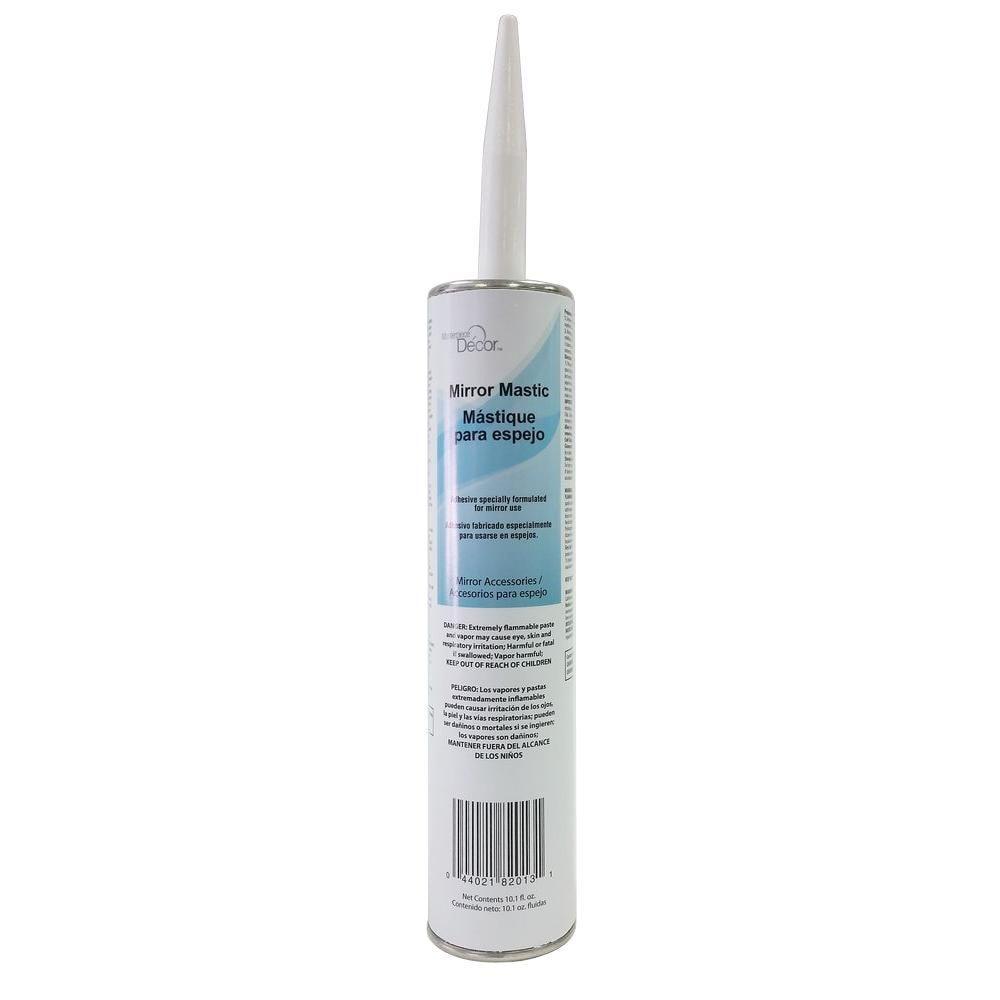 Masterpiece
Décor™
Mirror Mastic
Mástique
para espejo
Adhesive specially formulated
for mirror use
Adhesivo fabricado especialmente
para usarse en espejos.
Mirror Accessories /
Accesorios para espejo
DANGER: Extremely flammable paste
and vapor may cause eye, skin and
respiratory irritation; Harmful or fatal
if swallowed; Vapor harmful;
KEEP OUT OF REACH OF CHILDREN
PELIGRO: Los vapores y pastas
extremadamente inflamables
pueden causar irritación de los ojos,
la piel y las vías respiratorias; pueden
ser dañinos o mortales si se ingieren;
los vapores son dañinos;
MANTENER FUERA DEL ALCANCE
DE LOS NIÑOS
0 44021 82013 1
Net Contents 10.1 fl. oz.
Contenido neto: 10.1 oz. fluidas